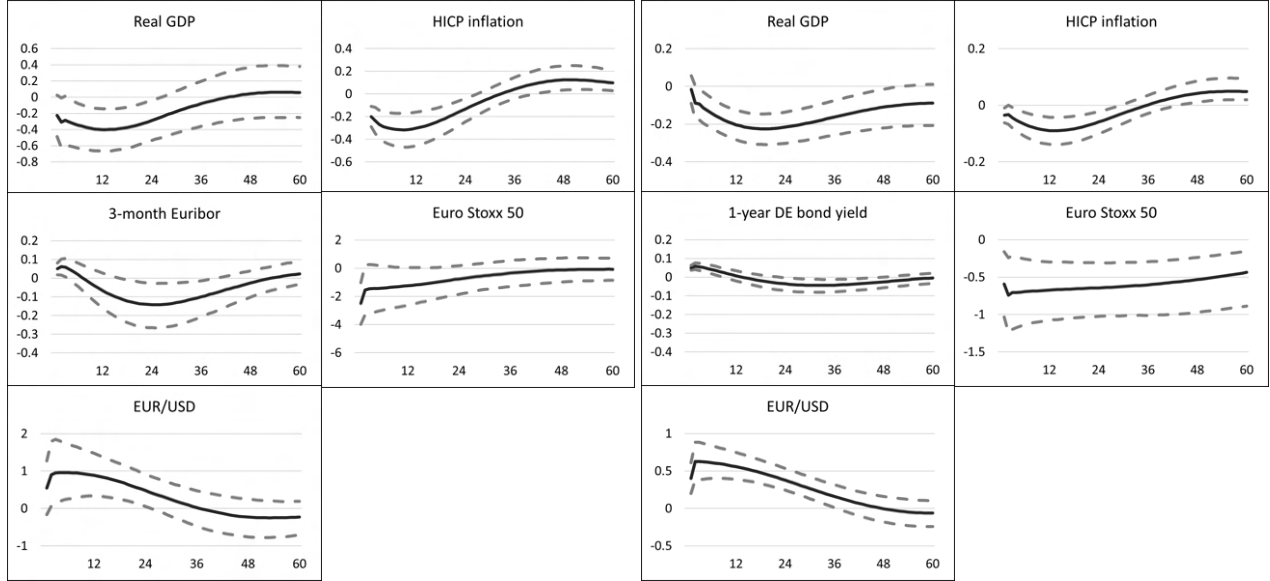 Real GDP
0.6
0.4
0.2
0
-0.2
-0.4
-0.6
-0.8
12 24 36 48 60
HICP inflation
0.4
0.2
0
-0.2
-0.4
-0.6
12 24 36 48 60
Real GDP
0.2
0
-0.2
-0.4
12 24 36 48 60
HICP inflation
0.2
0
-0.2
12 24 36 48 60
3-month Euribor
0.2
0.1
0
-0.1
-0.2
-0.3
-0.4
12 24 36 48 60
Euro Stoxx 50
2
0
-2
-4
-6
12 24 36 48 60
1-year DE bond yield
0.2
0.1
0
-0.1
-0.2
-0.3
-0.4
12 24 36 48 60
Euro Stoxx 50
0
-0.5
-1
-1.5
12 24 36 48 60
EUR/USD
2
1
0
-1
12 24 36 48 60
EUR/USD
1
0.5
0
-0.5
12 24 36 48 60